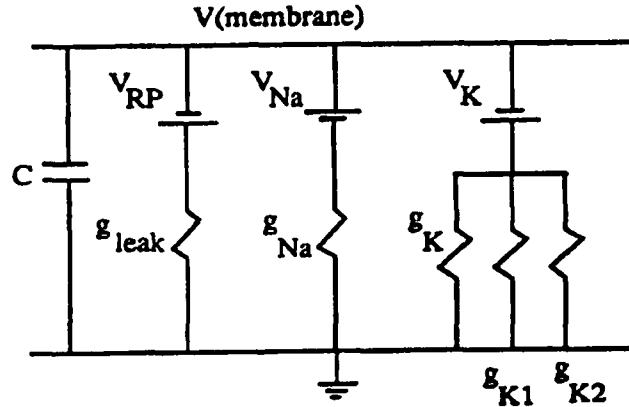 V(membrane)
V_RP
V_Na
V_K
C
g_leak
g_Na
g_K
g_K1
g_K2